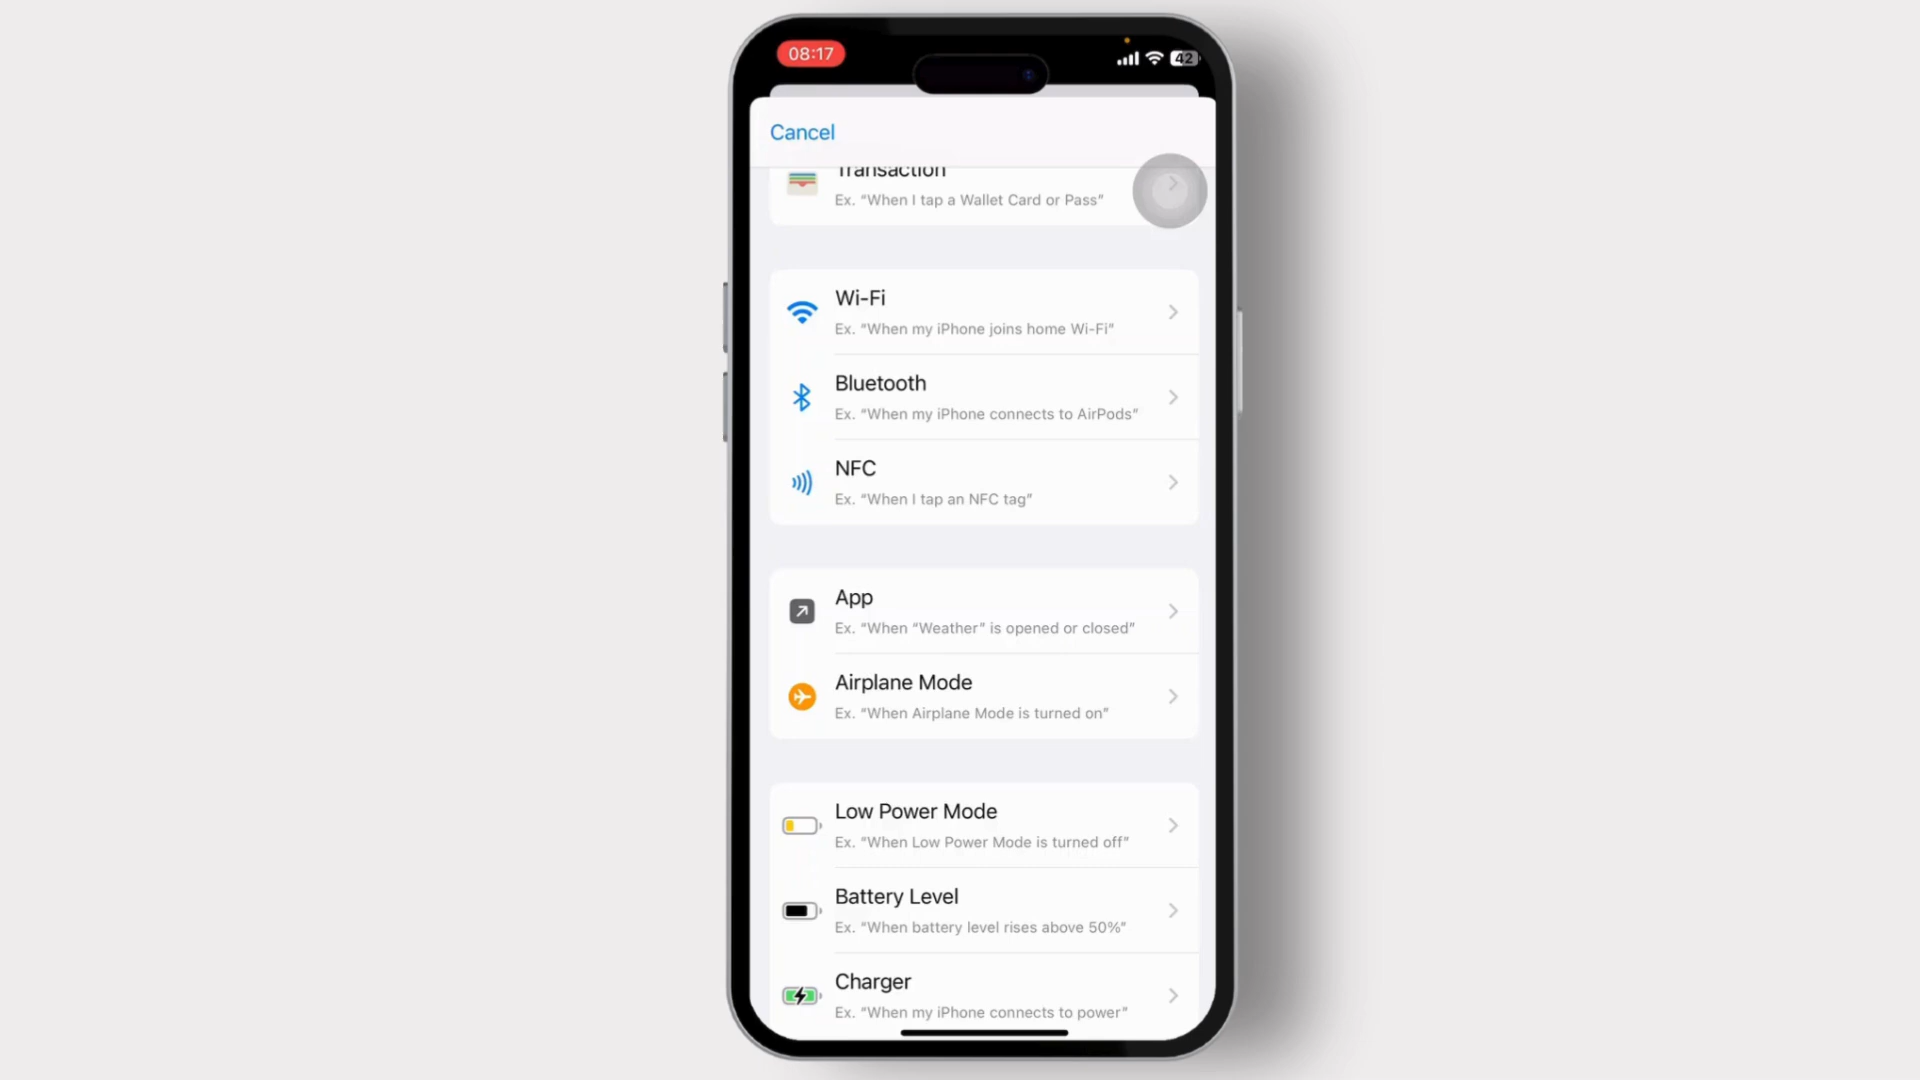 08:17
42
Cancel
Transaction
Ex. “When I tap a Wallet Card or Pass”
Wi-Fi
Ex. “When my iPhone joins home Wi-Fi”
Bluetooth
Ex. “When my iPhone connects to AirPods”
NFC
Ex. “When I tap an NFC tag”
App
Ex. “When “Weather” is opened or closed”
Airplane Mode
Ex. “When Airplane Mode is turned on”
Low Power Mode
Ex. “When Low Power Mode is turned off”
Battery Level
Ex. “When battery level rises above 50%”
Charger
Ex. “When my iPhone connects to power”